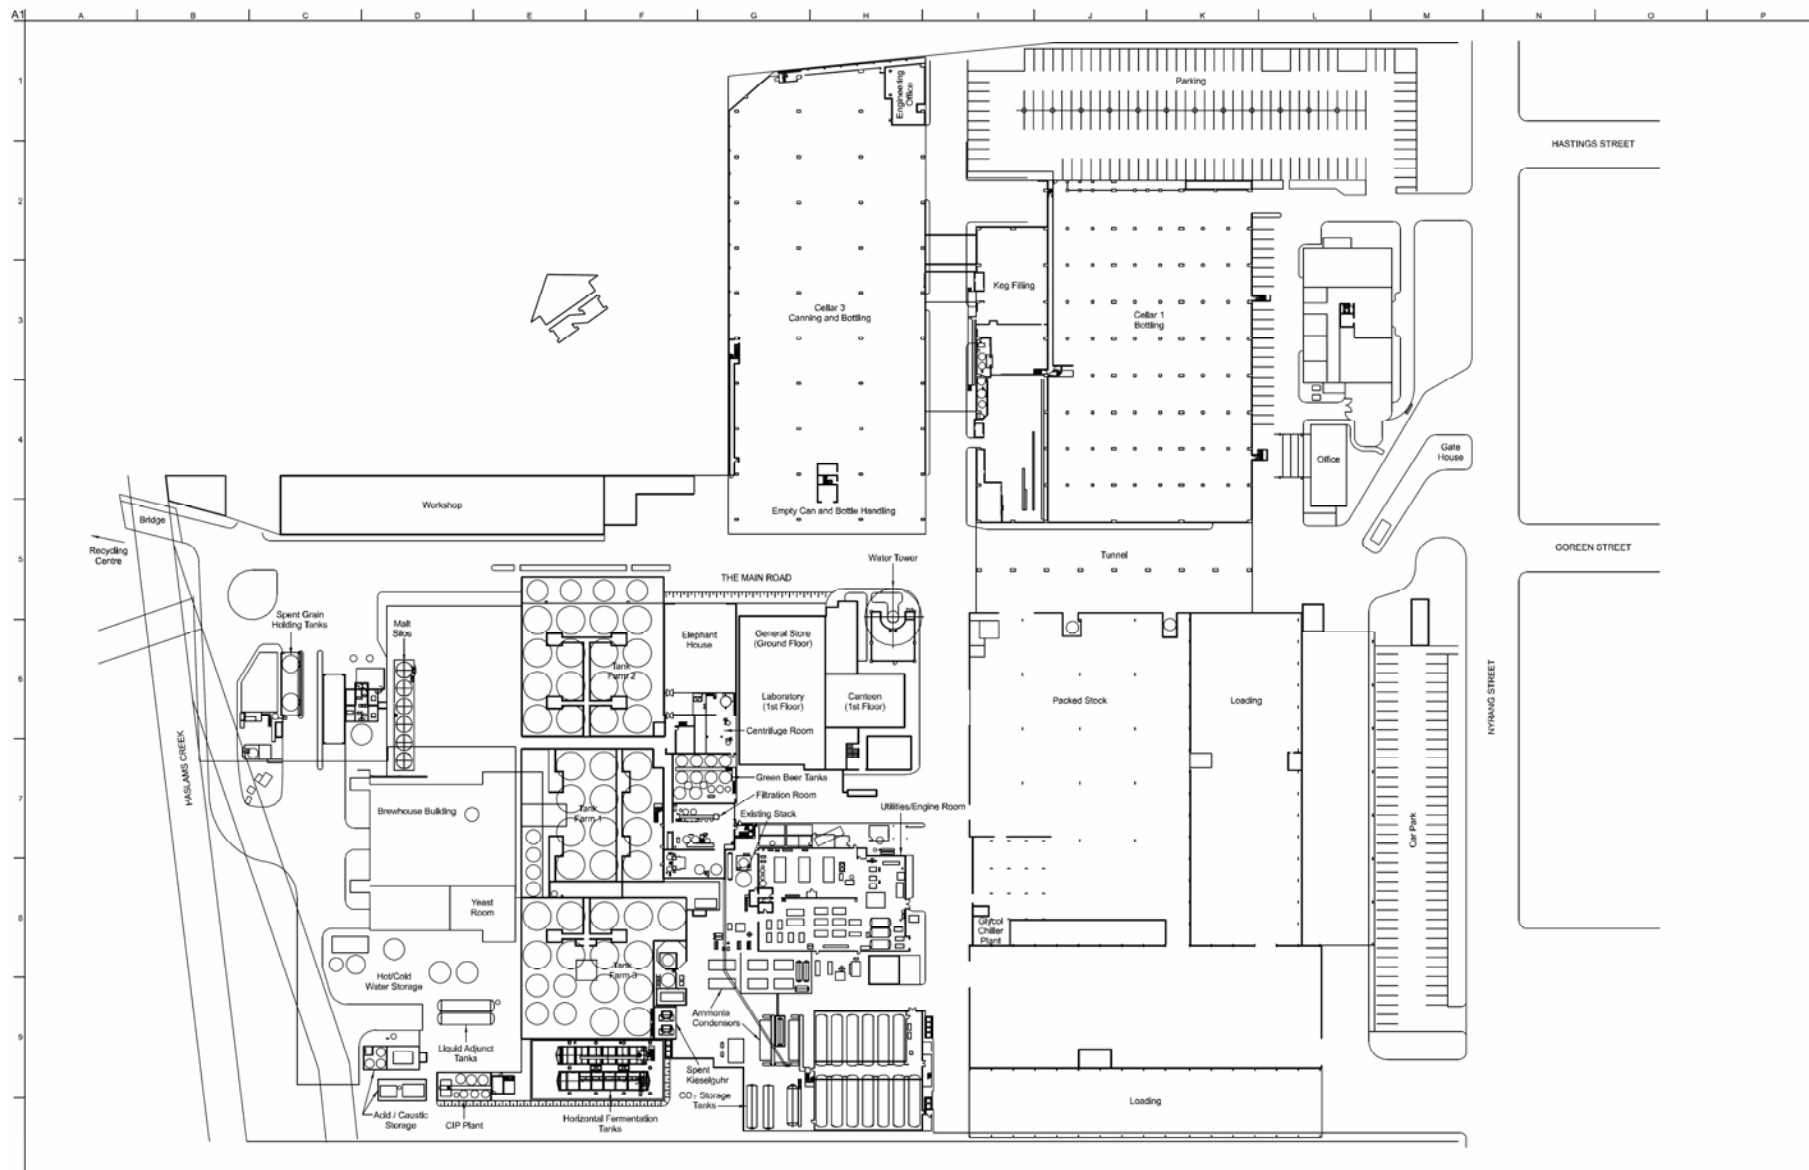 A1
A
B
C
D
E
F
G
H
I
J
K
L
M
N
O
P
1
2
3
4
5
6
7
8
9
Engineering
Office
Parking
HASTINGS STREET
Keg Filling
Cellar 3
Canning and Bottling
Cellar 1
Bottling
Gate
House
Office
Workshop
Empty Can and Bottle Handling
Bridge
Recycling
Centre
Tunnel
GOREEN STREET
Water Tower
THE MAIN ROAD
Spent Grain
Holding Tanks
Malt
Silos
Elephant
House
General Store
(Ground Floor)
Tank
Farm 2
Laboratory
(1st Floor)
Canteen
(1st Floor)
Packed Stock
Loading
NYRANG STREET
Centrifuge Room
HASLAMS CREEK
Green Beer Tanks
Filtration Room
Existing Stack
Utilities/Engine Room
Brewhouse Building
Tank
Farm 1
Car Park
Yeast
Room
Glycol
Chiller
Plant
Tank
Farm 3
Hot/Cold
Water Storage
Ammonia
Condensors
Liquid Adjunct
Tanks
Spent
Kieselguhr
CO2 Storage
Tanks
Acid / Caustic
Storage
CIP Plant
Horizontal Fermentation
Tanks
Loading